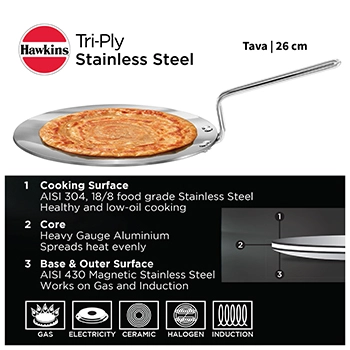 Hawkins
Tri-Ply
Stainless Steel
Tava | 26 cm
1 Cooking Surface
AISI 304, 18/8 food grade Stainless Steel
Healthy and low-oil cooking
2 Core
Heavy Gauge Aluminium
Spreads heat evenly
3 Base & Outer Surface
AISI 430 Magnetic Stainless Steel
Works on Gas and Induction
1
2
3
GAS
ELECTRICITY
CERAMIC
HALOGEN
INDUCTION